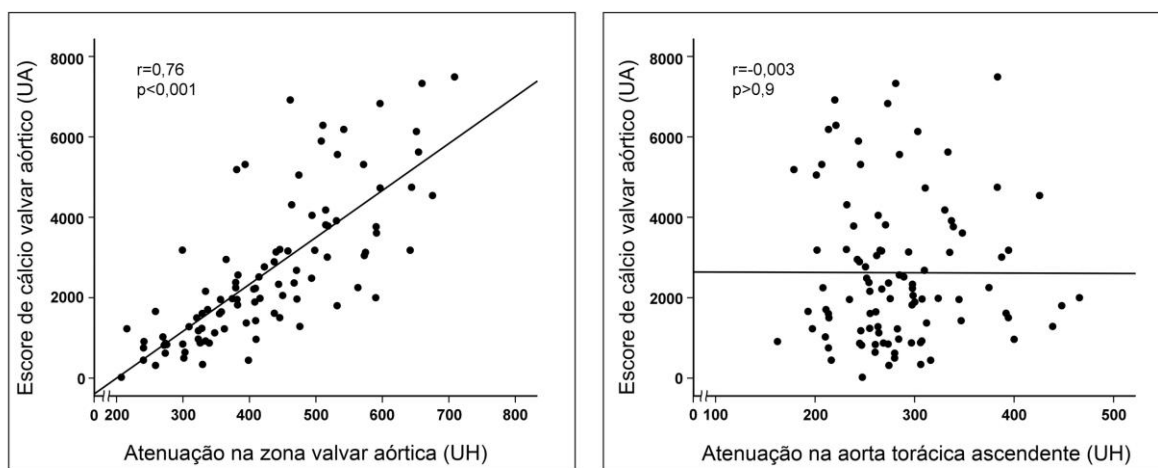 Escore de cálcio valvar aórtico (UA)
8000
6000
4000
2000
0
r=0,76
p<0,001
0 200 300 400 500 600 700 800
Atenuação na zona valvar aórtica (UH)
Escore de cálcio valvar aórtico (UA)
8000
6000
4000
2000
0
r=-0,003
p>0,9
0 100 200 300 400 500
Atenuação na aorta torácica ascendente (UH)